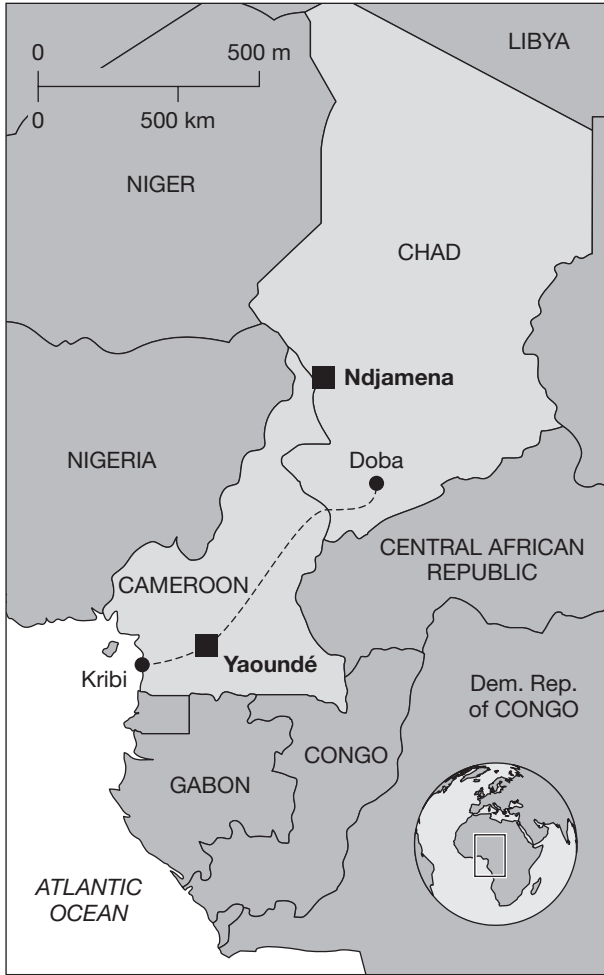 0 500 m
0 500 km
LIBYA
NIGER
CHAD
Ndjamena
NIGERIA
Doba
CENTRAL AFRICAN
REPUBLIC
CAMEROON
Yaoundé
Kribi
Dem. Rep.
of CONGO
CONGO
GABON
ATLANTIC
OCEAN